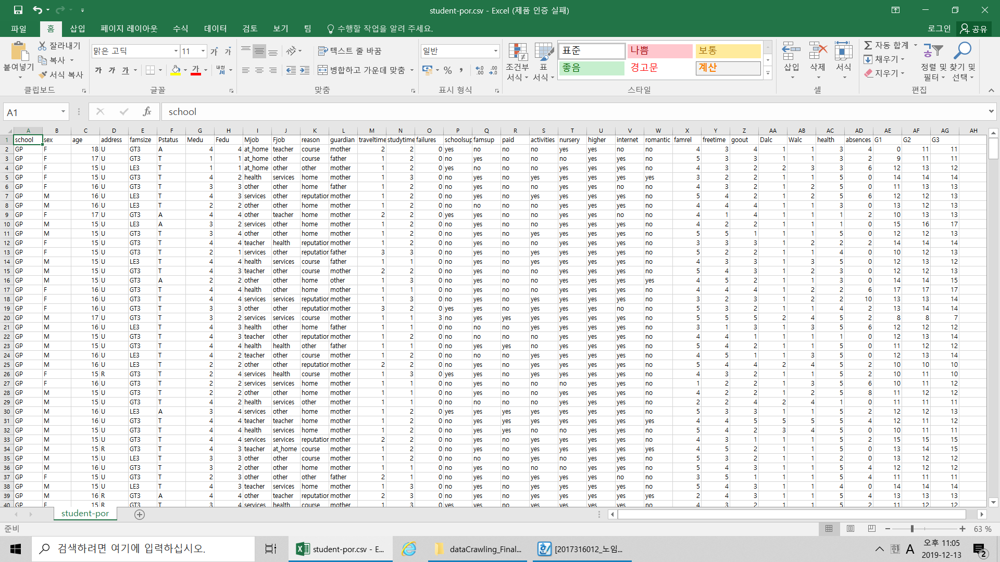 student-por.csv - Excel (제품 인증 실패)
파일 홈 삽입 페이지 레이아웃 수식 데이터 검토 보기 팀 수행할 작업을 알려 주세요. 로그인 공유
붙여넣기 잘라내기 복사 서식 복사 클립보드
맑은 고딕 11 가 가 가 가 가 가 내천 글꼴
텍스트 줄 바꿈 병합하고 가운데 맞춤 맞춤
일반 % 표시 형식
조건부 서식 표 서식 표준 나쁨 보통 좋음 경고문 계산 스타일
삽입 삭제 서식 셀
자동 합계 채우기 지우기 정렬 및 필터 찾기 및 선택 편집
A1 fx school
A B C D E F G H I J K L M N O P Q R S T U V W X Y Z AA AB AC AD AE AF AG AH
1 school sex age address famsize Pstatus Medu Fedu Mjob Fjob reason guardian traveltime studytime failures schoolsup famsup paid activities nursery higher internet romantic famrel freetime goout Dalc Walc health absences G1 G2 G3
2 GP F 18 U GT3 A 4 4 at_home teacher course mother 2 2 0 yes no no no yes yes no no 4 3 4 1 1 3 4 0 11 11
3 GP F 17 U GT3 T 1 1 at_home other course father 1 2 0 no yes no no no yes yes no 5 3 3 1 1 3 2 9 11 11
4 GP F 15 U LE3 T 1 1 at_home other other mother 1 2 0 yes no no no yes yes yes no 4 3 2 2 3 3 6 12 13 12
5 GP F 15 U GT3 T 4 2 health services home mother 1 3 0 no yes no yes yes yes yes yes 3 2 2 1 1 5 0 14 14 14
6 GP F 16 U GT3 T 3 3 other other home father 1 2 0 no yes no no yes yes no no 4 3 2 1 2 5 0 11 13 13
7 GP M 16 U LE3 T 4 3 services other reputation mother 1 2 0 no yes no yes yes yes yes no 5 4 2 1 2 5 6 12 12 13
8 GP M 16 U LE3 T 2 2 other other home mother 1 2 0 no no no no yes yes yes no 4 4 4 1 1 3 0 13 12 13
9 GP F 17 U GT3 A 4 4 other teacher home mother 2 2 0 yes yes no no yes yes no no 4 1 4 1 1 1 2 10 13 13
10 GP M 15 U LE3 A 3 2 services other home mother 1 2 0 no yes no no yes yes yes no 4 2 2 1 1 1 0 15 16 17
11 GP M 15 U GT3 T 3 4 other other home mother 1 2 0 no yes no yes yes yes yes no 5 5 1 1 1 5 0 12 12 13
12 GP F 15 U GT3 T 4 4 teacher health reputation mother 1 2 0 no yes no no yes yes yes no 3 3 3 1 2 2 2 14 14 14
13 GP F 15 U GT3 T 2 1 services other reputation father 3 3 0 no yes no yes yes yes yes no 5 2 2 1 1 4 0 10 12 13
14 GP M 15 U LE3 T 4 4 health services course father 1 1 0 no yes no yes yes yes yes no 4 3 3 1 3 5 0 12 13 12
15 GP M 15 U GT3 T 4 3 teacher other course mother 2 2 0 no yes no no yes yes yes no 5 4 3 1 2 3 0 12 12 13
16 GP M 15 U GT3 A 2 2 other other home other 1 3 0 no yes no no yes yes yes yes 4 5 2 1 1 3 0 14 14 15
17 GP F 16 U GT3 T 4 4 health other home mother 1 1 0 no yes no no yes yes yes no 4 4 4 1 2 2 6 17 17 17
18 GP F 16 U GT3 T 4 4 services services reputation mother 1 3 0 no yes no yes yes yes yes no 3 2 3 1 2 2 10 13 13 14
19 GP F 16 U GT3 T 3 3 other other reputation mother 3 2 0 yes yes no yes yes yes no no 5 3 2 1 1 4 2 13 14 14
20 GP M 17 U GT3 T 3 2 services services course mother 1 1 3 no yes yes yes yes yes yes no 5 5 5 2 4 5 2 8 8 7
21 GP M 16 U LE3 T 4 3 health other home father 1 1 0 no no no yes yes yes yes no 3 1 3 1 3 5 6 12 12 12
22 GP M 15 U GT3 T 4 3 teacher other reputation mother 1 2 0 no no no no yes yes yes no 4 4 1 1 1 1 0 12 13 14
23 GP M 15 U GT3 T 4 4 health health other father 1 1 0 no yes yes no yes yes yes no 5 4 2 1 1 5 0 11 12 12
24 GP M 16 U LE3 T 4 2 teacher other course mother 1 2 0 no no no yes yes yes yes no 4 5 1 1 3 5 0 12 13 14
25 GP M 16 U LE3 T 2 2 other other reputation mother 2 2 0 no yes no yes yes yes yes no 5 4 4 2 4 5 2 10 10 10
26 GP F 15 R GT3 T 2 4 services health course mother 1 3 0 yes yes no yes yes yes yes no 4 3 2 1 1 5 2 10 11 10
27 GP F 16 U GT3 T 2 2 services services home mother 1 1 0 no yes no no no yes yes no 1 2 2 1 3 5 6 10 11 12
28 GP M 15 U GT3 T 2 2 other other home mother 1 1 0 no yes no no yes yes yes no 4 2 2 1 2 5 8 11 12 12
29 GP M 15 U GT3 T 4 2 health services other mother 1 1 0 no no no no yes yes yes no 2 2 4 2 4 1 0 11 11 11
30 GP M 16 U LE3 A 3 4 services other home mother 1 2 0 yes yes yes yes yes yes yes no 5 3 3 1 1 5 2 12 12 13
31 GP M 16 U GT3 T 4 4 teacher teacher home mother 1 2 0 no yes yes yes yes yes yes yes 4 4 5 5 5 5 4 12 11 12
32 GP M 15 U GT3 T 4 4 health services home mother 1 2 0 no yes yes no no yes yes no 5 4 2 3 4 5 0 10 11 11
33 GP M 15 U GT3 T 4 4 services services reputation mother 2 2 0 no yes no yes yes yes yes no 4 3 1 1 1 5 2 15 15 15
34 GP M 15 R GT3 T 4 3 teacher at_home course mother 1 2 0 no yes no yes yes yes yes yes 4 5 2 1 1 5 0 13 14 15
35 GP M 15 U LE3 T 3 3 other other course mother 1 2 0 no no no yes no yes yes no 5 3 2 1 1 2 0 13 12 12
36 GP M 16 U GT3 T 3 2 other other home mother 1 1 0 no yes no no no yes yes no 5 4 3 1 1 5 4 12 12 12
37 GP F 15 U GT3 T 2 3 other other other father 2 1 0 no yes no yes yes yes no no 3 5 1 1 1 5 4 11 11 11
38 GP M 15 U LE3 T 4 3 teacher services home mother 1 3 0 no yes no yes yes yes yes no 5 4 3 1 1 4 0 14 14 14
39 GP M 16 R GT3 A 4 4 other teacher reputation mother 2 3 0 no yes no yes yes yes yes yes 2 4 3 1 1 5 4 13 13 13
40 GP F 15 R GT3 T 3 4 services health course mother 1 3 0 yes yes no yes yes yes yes no 4 3 2 1 1 5 2 11 12 12
student-por
준비 63 %
검색하려면 여기에 입력하십시오. student-por.csv - E... dataCrawling_Final... [2017316012_노임... 한 A 오후 11:05
2019-12-13 2